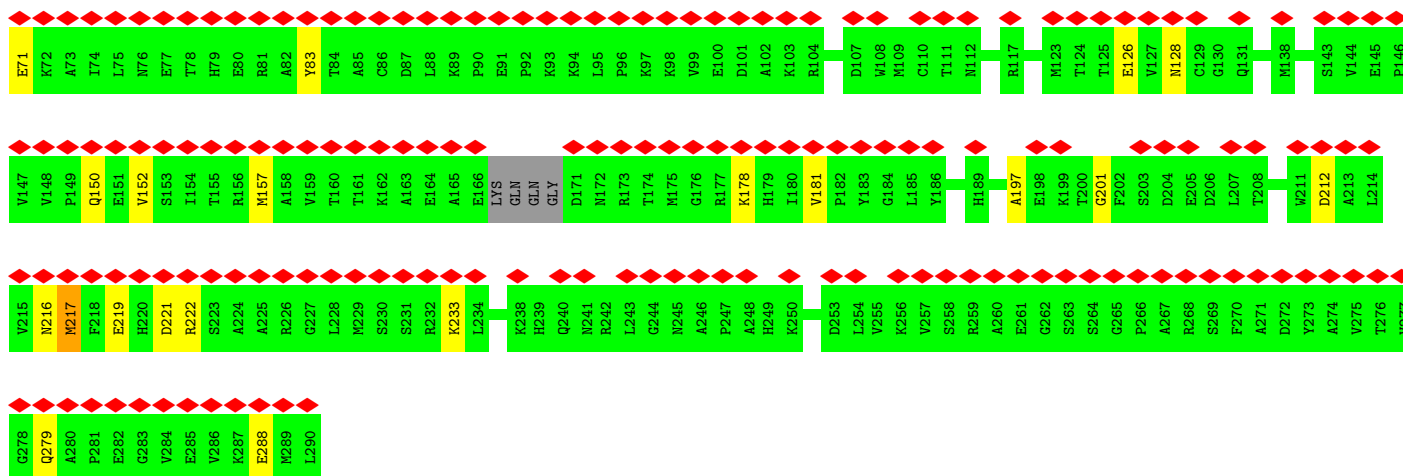 E71 K72 A73 I74 L75 N76 E77 T78 H79 E80 R81 A82 Y83 T84 A85 C86 D87 L88 K89 P90 E91 P92 K93 K94 L95 P96 K97 K98 V99 E100 D101 A102 K103 R104 D107 W108 M109 C110 T111 N112 R117 M123 T124 T125 E126 V127 N128 C129 G130 Q131 M138 S143 V144 E145 P146
V147 V148 P149 Q150 E151 V152 S153 I154 T155 R156 M157 A158 V159 T160 T161 K162 A163 E164 A165 E166 LYS GLN GLN GLY D171 N172 R173 T174 M175 G176 R177 K178 H179 I180 V181 P182 Y183 G184 L185 Y186 H189 A197 E198 K199 T200 G201 F202 S203 D204 E205 D206 L207 T208 W211 D212 A213 L214
V215 N216 M217 F218 E219 H220 D221 R222 S223 A224 A225 R226 G227 L228 M229 S230 S231 R232 K233 L234 K238 H239 Q240 N241 R242 L243 G244 N245 A246 P247 A248 H249 K250 D253 L254 V255 K256 V257 S258 R259 A260 E261 G262 S263 S264 G265 P266 A267 R268 S269 F270 A271 D272 Y273 A274 V275 T276
G278 Q279 A280 P281 E282 G283 V284 E285 V286 K287 E288 M289 L290